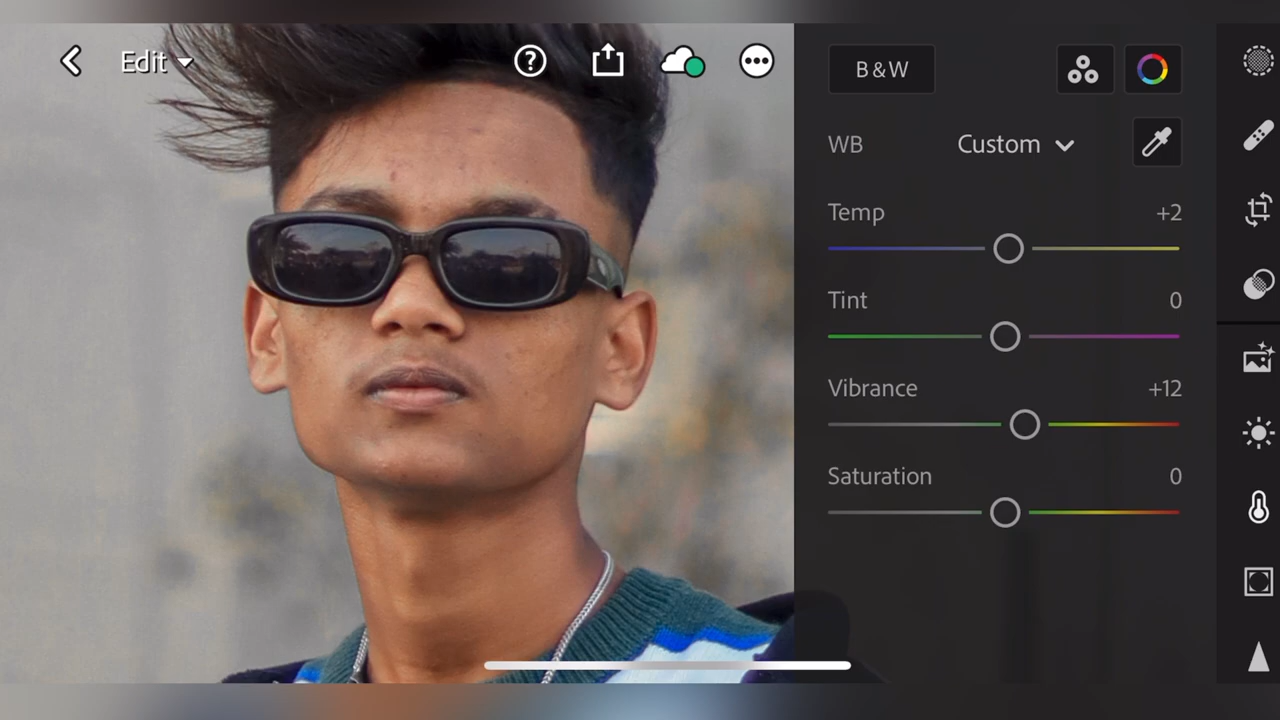 Edit
B&W
WB Custom
Temp +2
Tint 0
Vibrance +12
Saturation 0